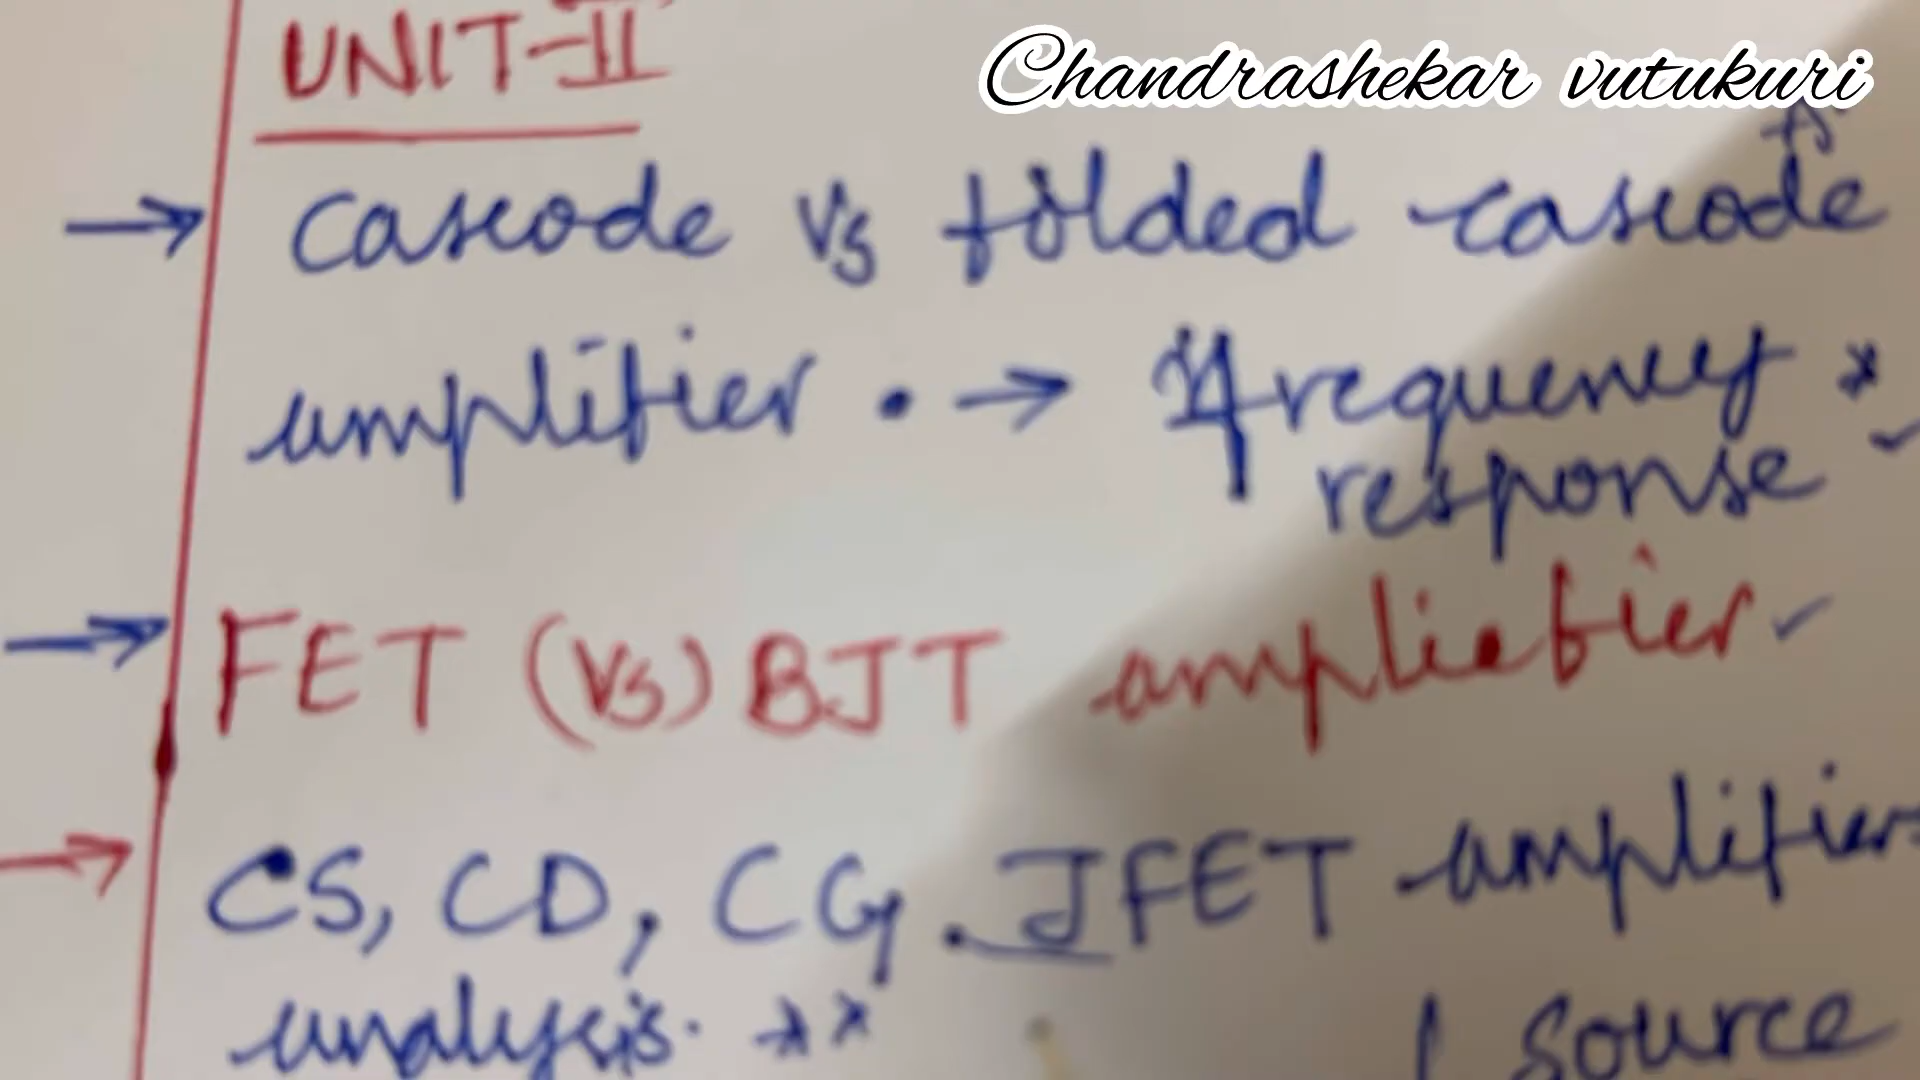 UNIT-II
Chandrashekar vutukuri
cascode Vs folded cascode
amplifier . → frequency *
response
FET (Vs) BJT amplifier ✓
CS, CD, CG, JFET amplifiers
analysis. **
source